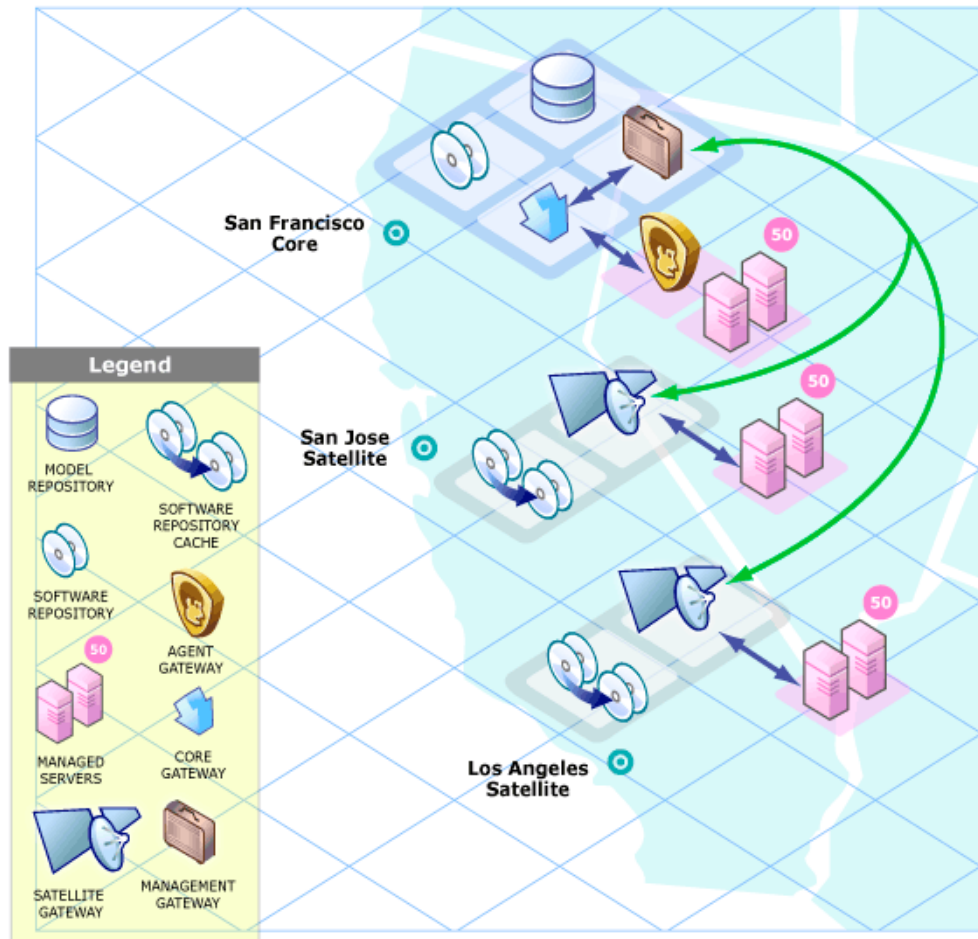 San Francisco
Core
50
50
San Jose
Satellite
50
Los Angeles
Satellite
Legend
MODEL
REPOSITORY
SOFTWARE
REPOSITORY
CACHE
SOFTWARE
REPOSITORY
AGENT
GATEWAY
50
MANAGED
SERVERS
CORE
GATEWAY
SATELLITE
GATEWAY
MANAGEMENT
GATEWAY